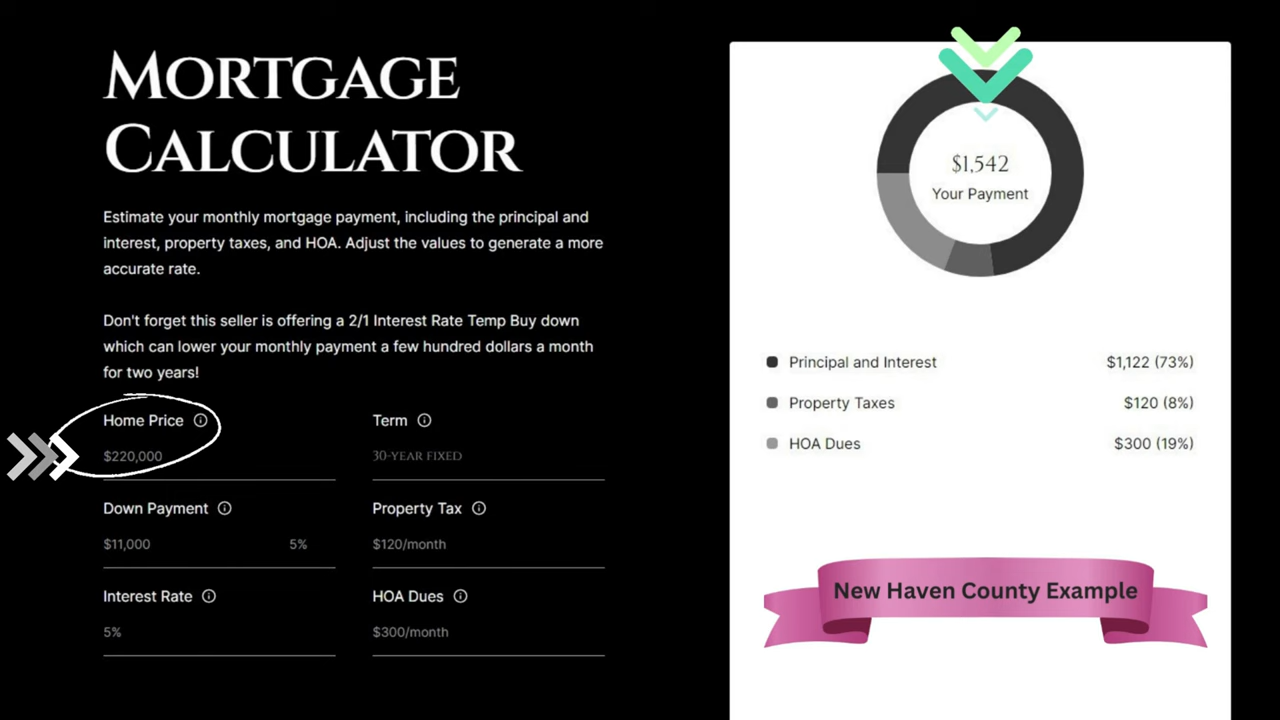 Mortgage
Calculator
Estimate your monthly mortgage payment, including the principal and
interest, property taxes, and HOA. Adjust the values to generate a more
accurate rate.
Don't forget this seller is offering a 2/1 Interest Rate Temp Buy down
which can lower your monthly payment a few hundred dollars a month
for two years!
Home Price
$220,000
Term
30-YEAR FIXED
Down Payment
$11,000 5%
Property Tax
$120/month
Interest Rate
5%
HOA Dues
$300/month
$1,542
Your Payment
Principal and Interest $1,122 (73%)
Property Taxes $120 (8%)
HOA Dues $300 (19%)
New Haven County Example